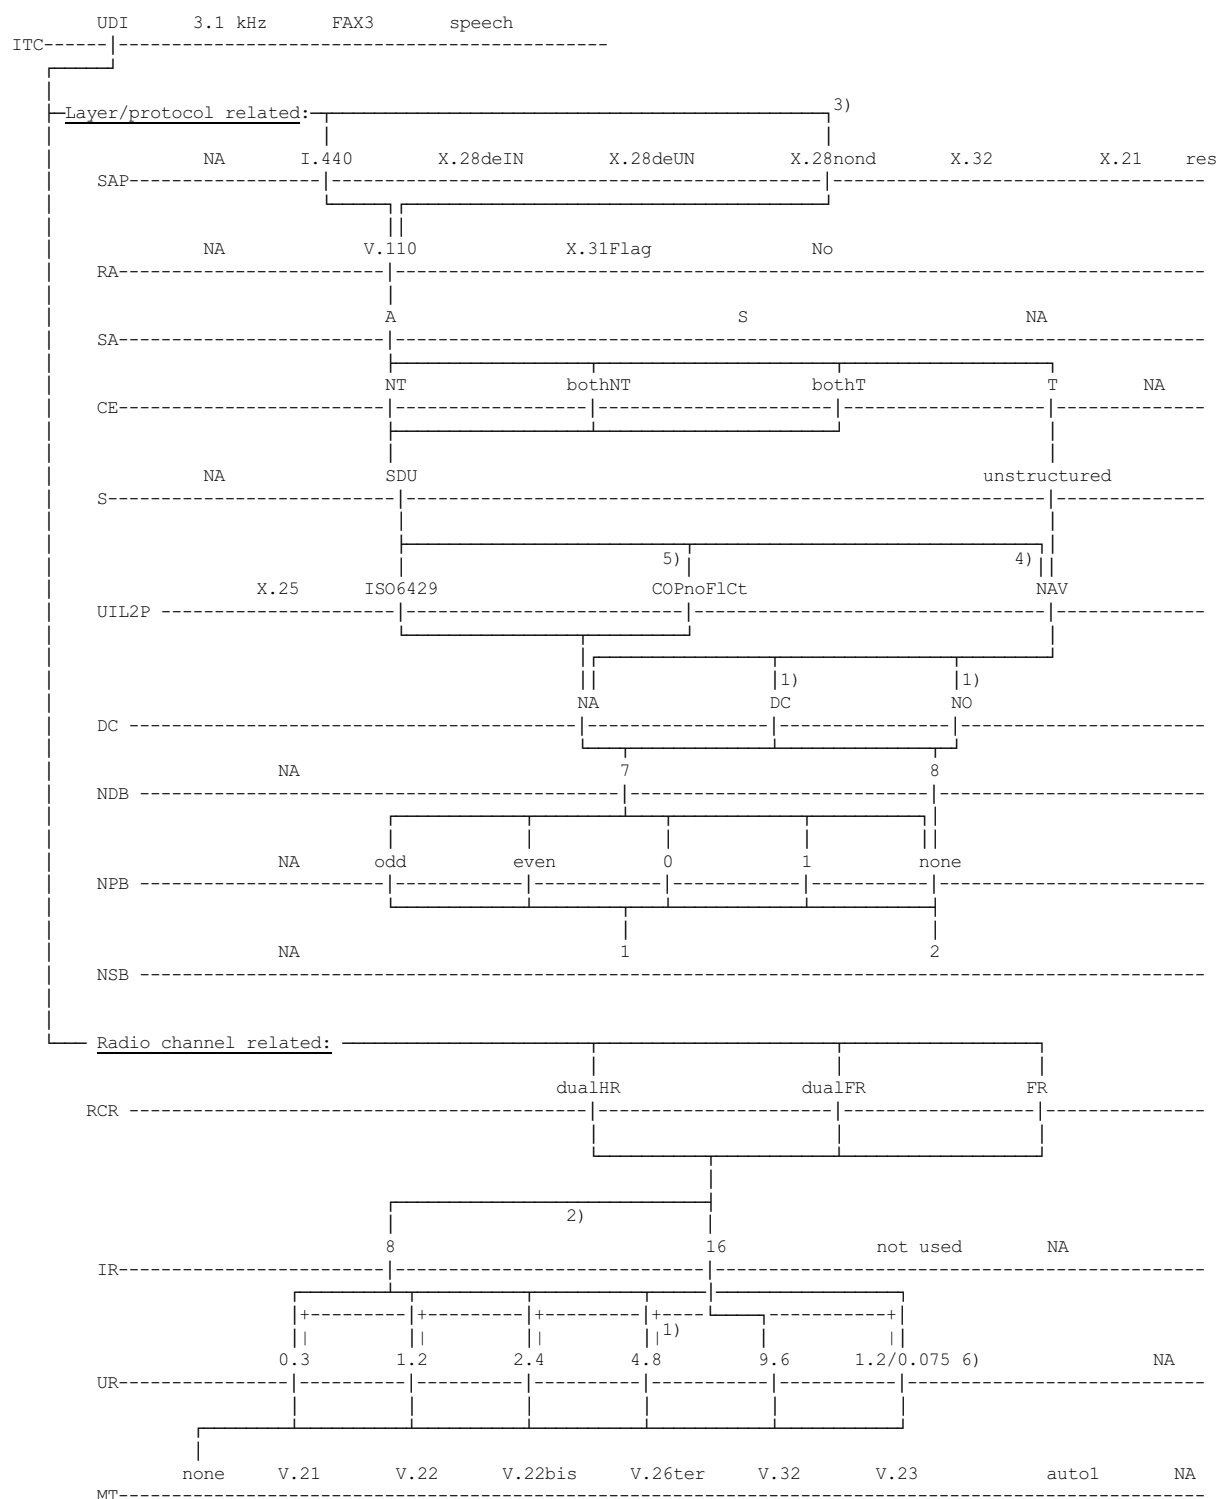 UDI 3.1 kHz FAX3 speech
ITC
Layer/protocol related: 3)
NA I.440 X.28deIN X.28deUN X.28nond X.32 X.21 res
SAP
NA V.110 X.31Flag No
RA
A S NA
SA
NT bothNT bothT T NA
CE
NA SDU unstructured
S
5) 4)
X.25 ISO6429 COPnoFlCt NAV
UIL2P
1) 1)
NA DC NO
DC
NA 7 8
NDB
NA odd even 0 1 none
NPB
NA 1 2
NSB
Radio channel related:
dualHR dualFR FR
RCR
2)
8 16 not used NA
IR
1)
0.3 1.2 2.4 4.8 9.6 1.2/0.075 6) NA
UR
none V.21 V.22 V.22bis V.26ter V.32 V.23 auto1 NA
MT